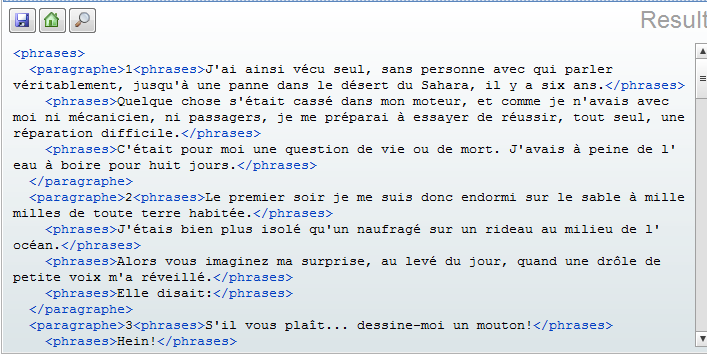 Result
<phrases>
<paragraphe>1<phrases>J'ai ainsi vécu seul, sans personne avec qui parler
véritablement, jusqu'à une panne dans le désert du Sahara, il y a six ans.</phrases>
<phrases>Quelque chose s'était cassé dans mon moteur, et comme je n'avais avec
moi ni mécanicien, ni passagers, je me préparai à essayer de réussir, tout seul, une
réparation difficile.</phrases>
<phrases>C'était pour moi une question de vie ou de mort. J'avais à peine de l'
eau à boire pour huit jours.</phrases>
</paragraphe>
<paragraphe>2<phrases>Le premier soir je me suis donc endormi sur le sable à mille
milles de toute terre habitée.</phrases>
<phrases>J'étais bien plus isolé qu'un naufragé sur un rideau au milieu de l'
océan.</phrases>
<phrases>Alors vous imaginez ma surprise, au levé du jour, quand une drôle de
petite voix m'a réveillé.</phrases>
<phrases>Elle disait:</phrases>
</paragraphe>
<paragraphe>3<phrases>S'il vous plaît... dessine-moi un mouton!</phrases>
<phrases>Hein!</phrases>